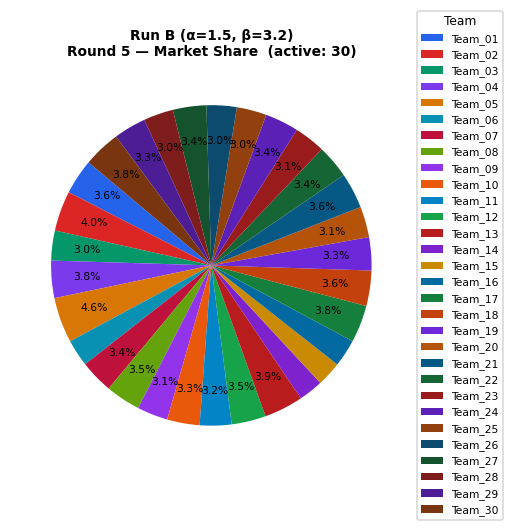 Run B (α=1.5, β=3.2)
Round 5 — Market Share  (active: 30)
3.6%
4.0%
3.0%
3.8%
4.6%
3.4%
3.5%
3.1%
3.3%
3.2%
3.5%
3.9%
3.8%
3.6%
3.3%
3.1%
3.6%
3.4%
3.1%
3.4%
3.0%
3.0%
3.4%
3.0%
3.3%
3.8%
Team
Team_01
Team_02
Team_03
Team_04
Team_05
Team_06
Team_07
Team_08
Team_09
Team_10
Team_11
Team_12
Team_13
Team_14
Team_15
Team_16
Team_17
Team_18
Team_19
Team_20
Team_21
Team_22
Team_23
Team_24
Team_25
Team_26
Team_27
Team_28
Team_29
Team_30